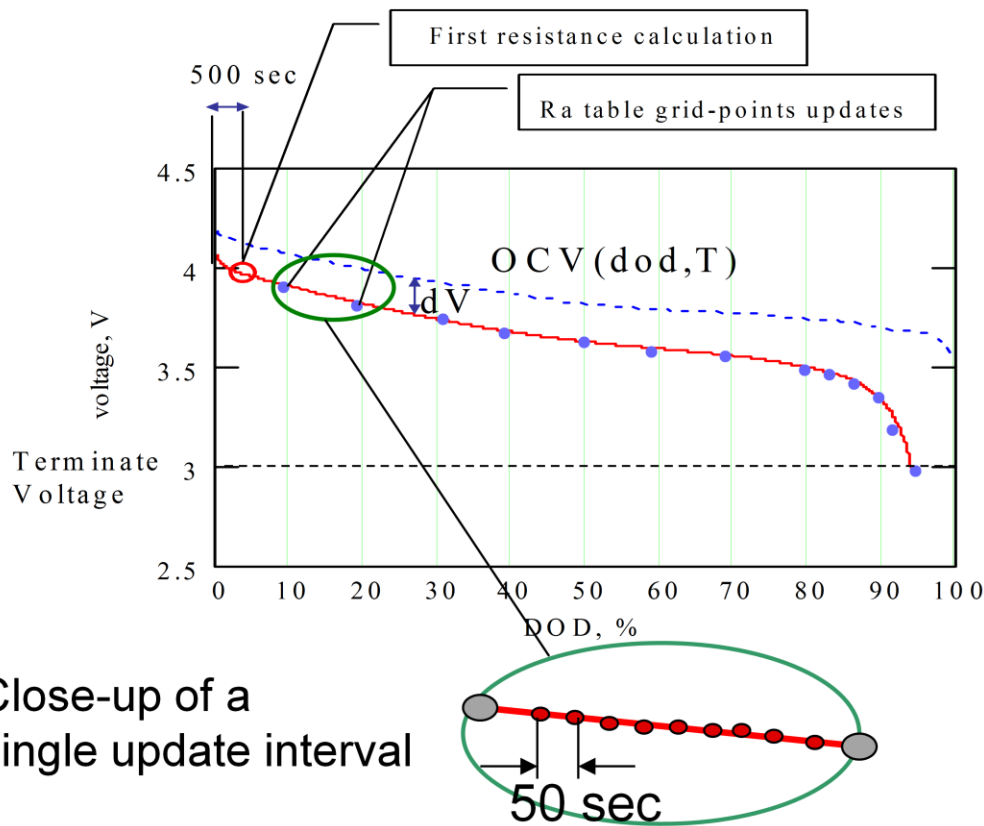 First resistance calculation
500 sec
Ra table grid-points updates
4.5
4
3.5
3
2.5
voltage, V
OCV(dod,T)
dV
Terminate
Voltage
0 10 20 30 40 50 60 70 80 90 100
DOD, %
Close-up of a
single update interval
50 sec